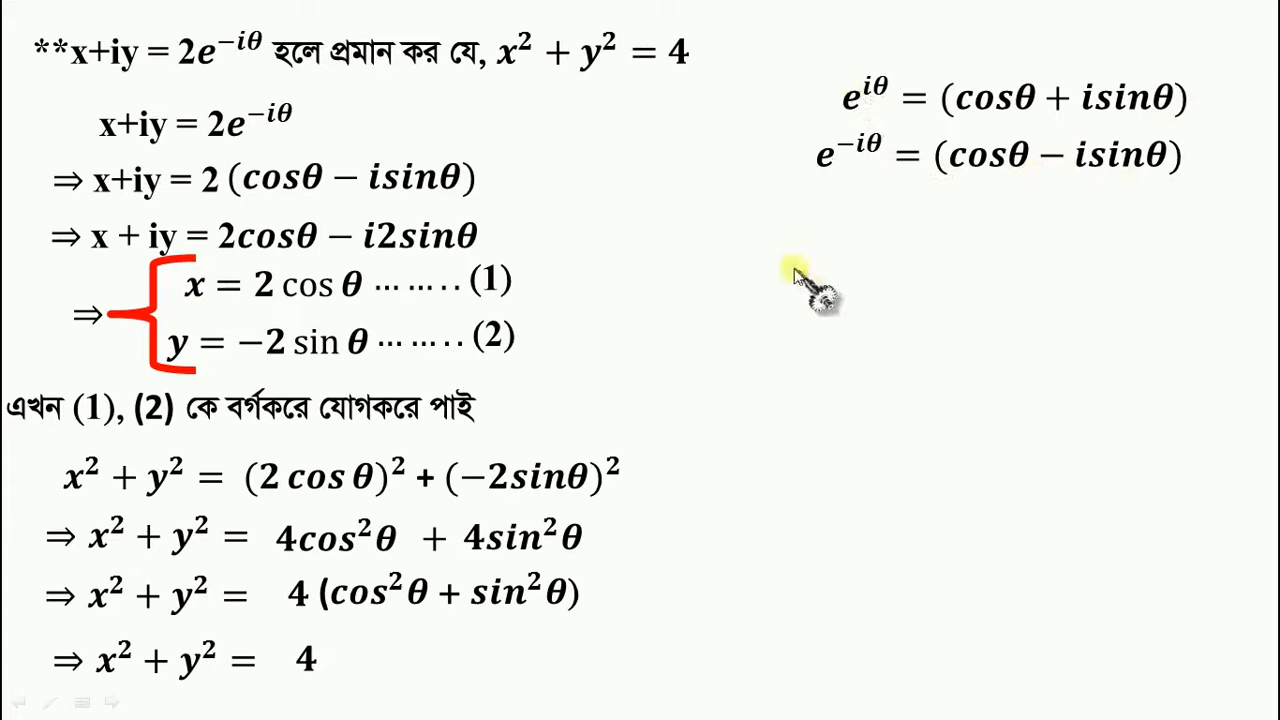 **x+iy = 2e^{−iθ} হলে প্রমান কর যে, x² + y² = 4
x+iy = 2e^{−iθ}
⇒ x+iy = 2 (cosθ − isinθ)
⇒ x + iy = 2cosθ − i2sinθ
x = 2 cos θ … … . . (1)
⇒
y = −2 sin θ … … . . (2)
এখন (1), (2) কে বর্গকরে যোগকরে পাই
x² + y² = (2 cos θ)² + (−2sinθ)²
⇒ x² + y² = 4cos²θ + 4sin²θ
⇒ x² + y² = 4 (cos²θ + sin²θ)
⇒ x² + y² = 4
e^{iθ} = (cosθ + isinθ)
e^{−iθ} = (cosθ − isinθ)